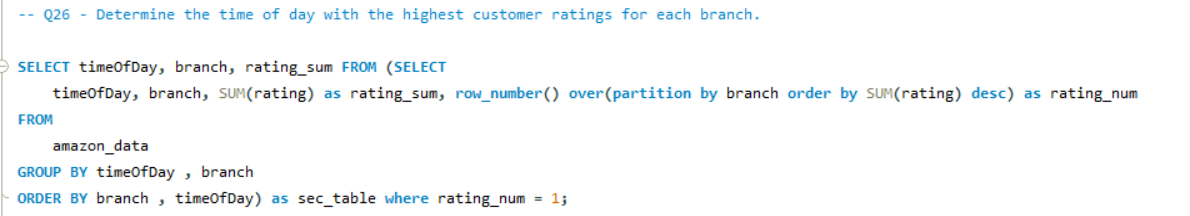 -- Q26 - Determine the time of day with the highest customer ratings for each branch.
SELECT timeOfDay, branch, rating_sum FROM (SELECT
timeOfDay, branch, SUM(rating) as rating_sum, row_number() over(partition by branch order by SUM(rating) desc) as rating_num
FROM
amazon_data
GROUP BY timeOfDay , branch
ORDER BY branch , timeOfDay) as sec_table where rating_num = 1;